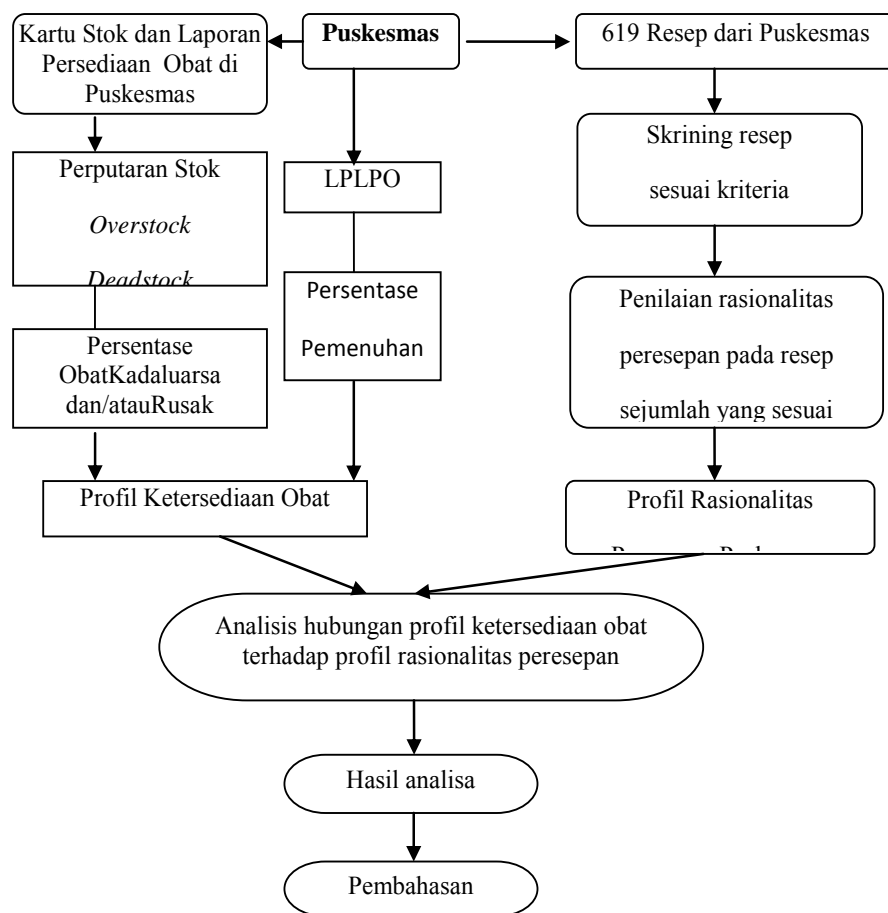 Kartu Stok dan Laporan
Persediaan Obat di
Puskesmas
Puskesmas
619 Resep dari Puskesmas
Perputaran Stok
Overstock
Deadstock
LPLPO
Skrining resep
sesuai kriteria
Persentase
ObatKadaluarsa
dan/atauRusak
Persentase
Pemenuhan
Penilaian rasionalitas
peresepan pada resep
sejumlah yang sesuai
Profil Ketersediaan Obat
Profil Rasionalitas
Analisis hubungan profil ketersediaan obat
terhadap profil rasionalitas peresepan
Hasil analisa
Pembahasan